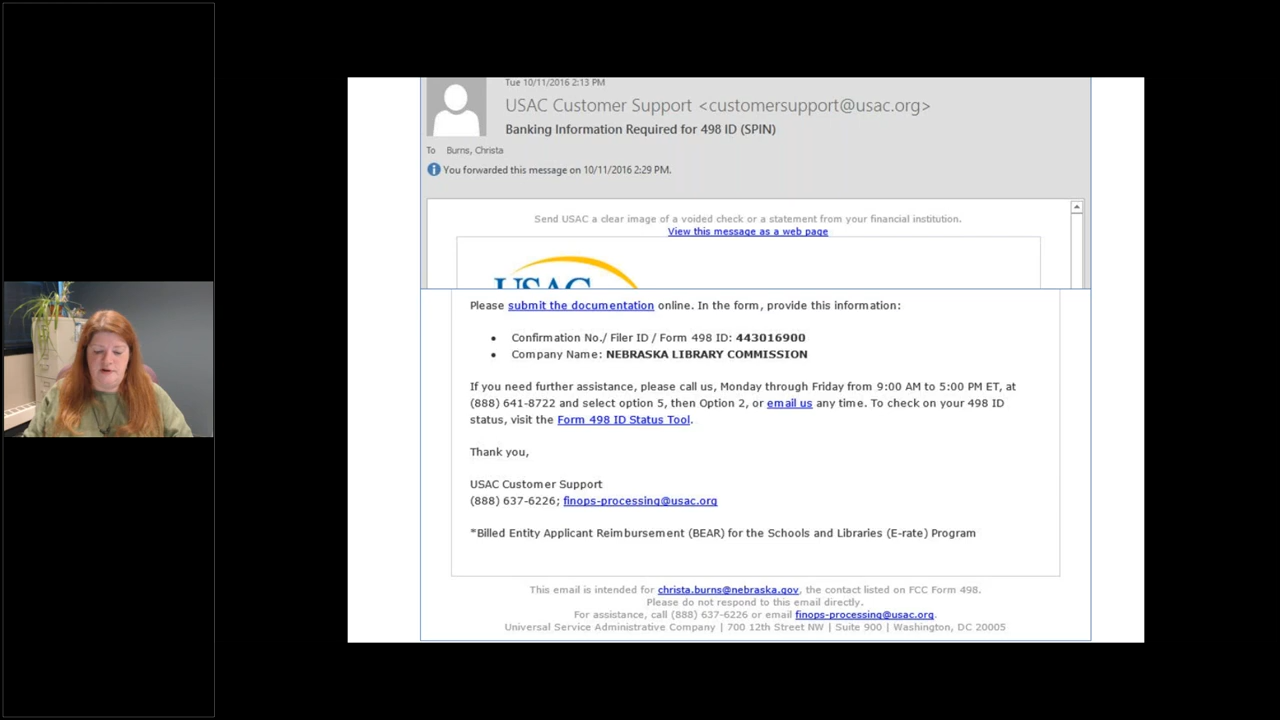 Tue 10/11/2016 2:13 PM
USAC Customer Support <customersupport@usac.org>
Banking Information Required for 498 ID (SPIN)
To Burns, Christa
You forwarded this message on 10/11/2016 2:29 PM.
Send USAC a clear image of a voided check or a statement from your financial institution.
View this message as a web page
USAC
Please submit the documentation online. In the form, provide this information:
• Confirmation No./ Filer ID / Form 498 ID: 443016900
• Company Name: NEBRASKA LIBRARY COMMISSION
If you need further assistance, please call us, Monday through Friday from 9:00 AM to 5:00 PM ET, at
(888) 641-8722 and select option 5, then Option 2, or email us any time. To check on your 498 ID
status, visit the Form 498 ID Status Tool.
Thank you,
USAC Customer Support
(888) 637-6226; finops-processing@usac.org
*Billed Entity Applicant Reimbursement (BEAR) for the Schools and Libraries (E-rate) Program
This email is intended for christa.burns@nebraska.gov, the contact listed on FCC Form 498.
Please do not respond to this email directly.
For assistance, call (888) 637-6226 or email finops-processing@usac.org.
Universal Service Administrative Company | 700 12th Street NW | Suite 900 | Washington, DC 20005